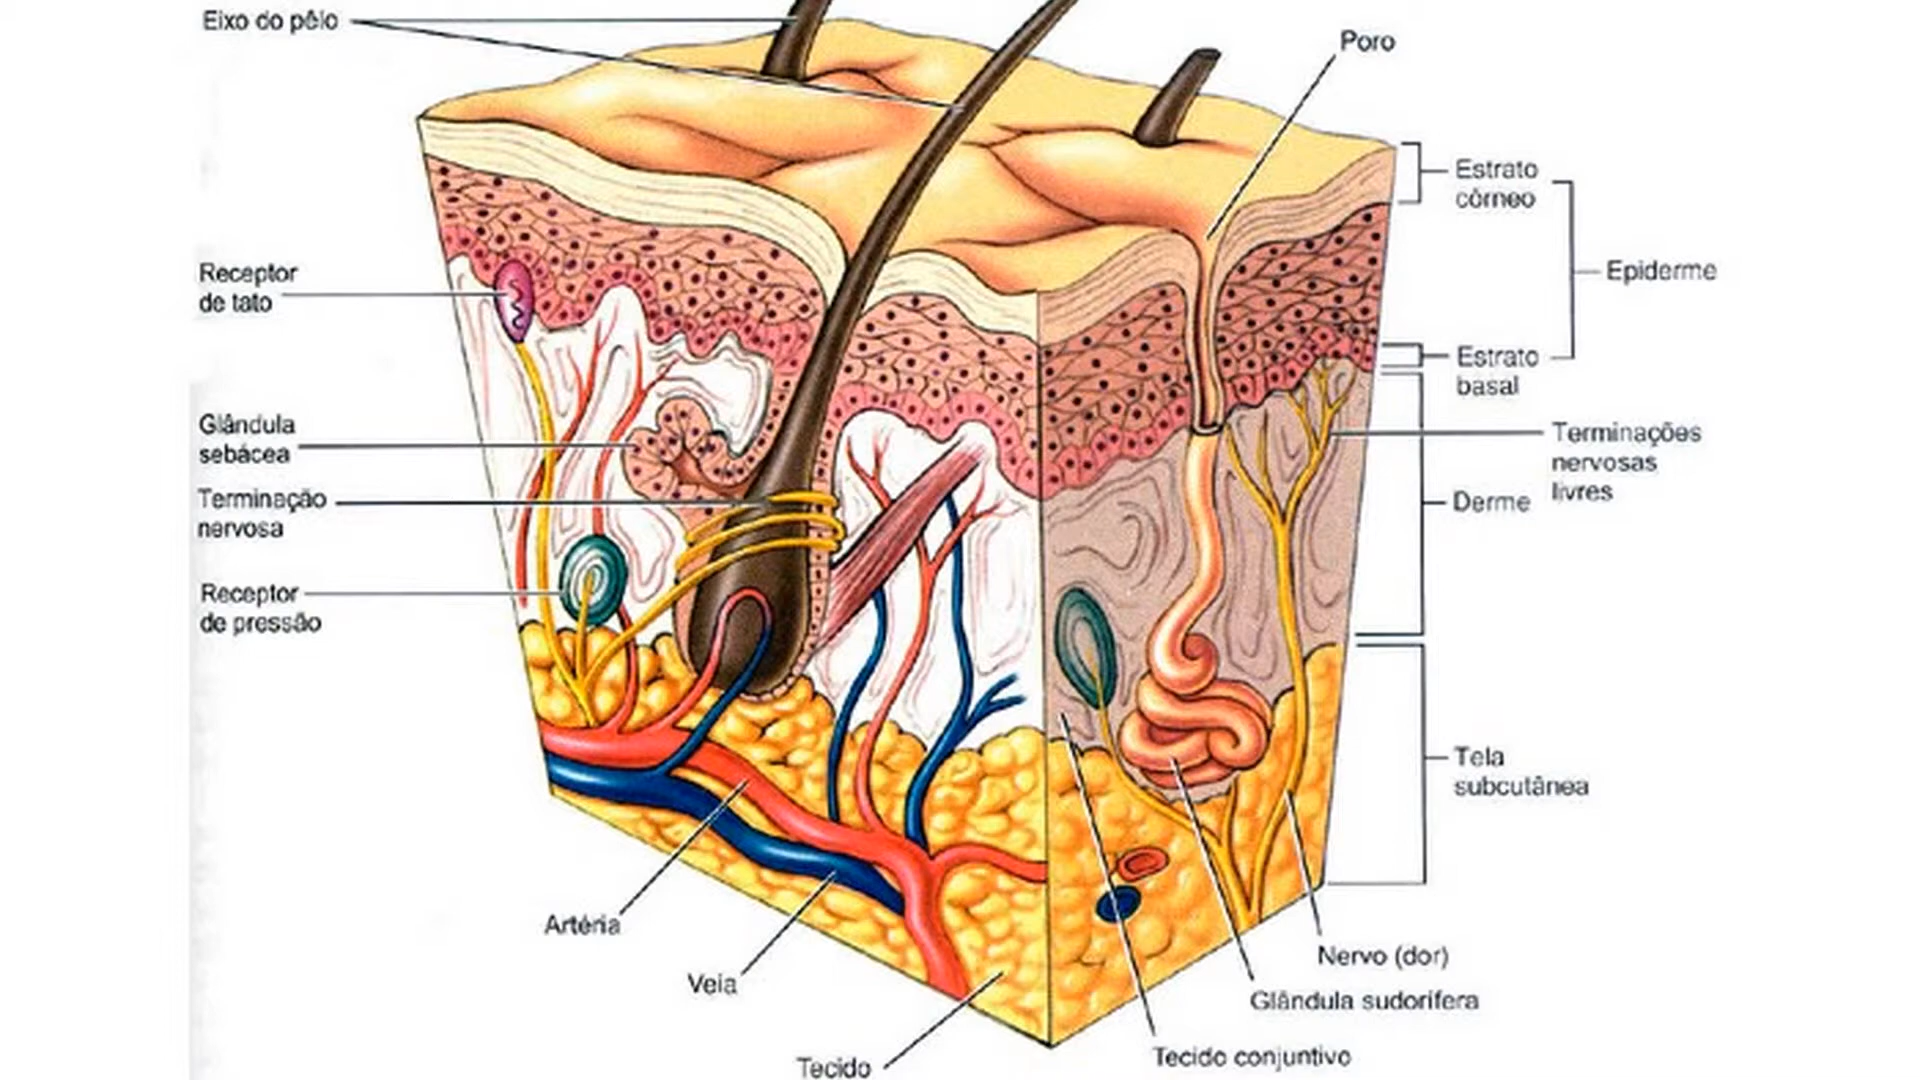 Eixo do pêlo
Poro
Estrato
córneo
Epiderme
Receptor
de tato
Estrato
basal
Glândula
sebácea
Terminações
nervosas
livres
Terminação
nervosa
Derme
Receptor
de pressão
Tela
subcutânea
Artéria
Veia
Nervo (dor)
Glândula sudorífera
Tecido conjuntivo
Tecido